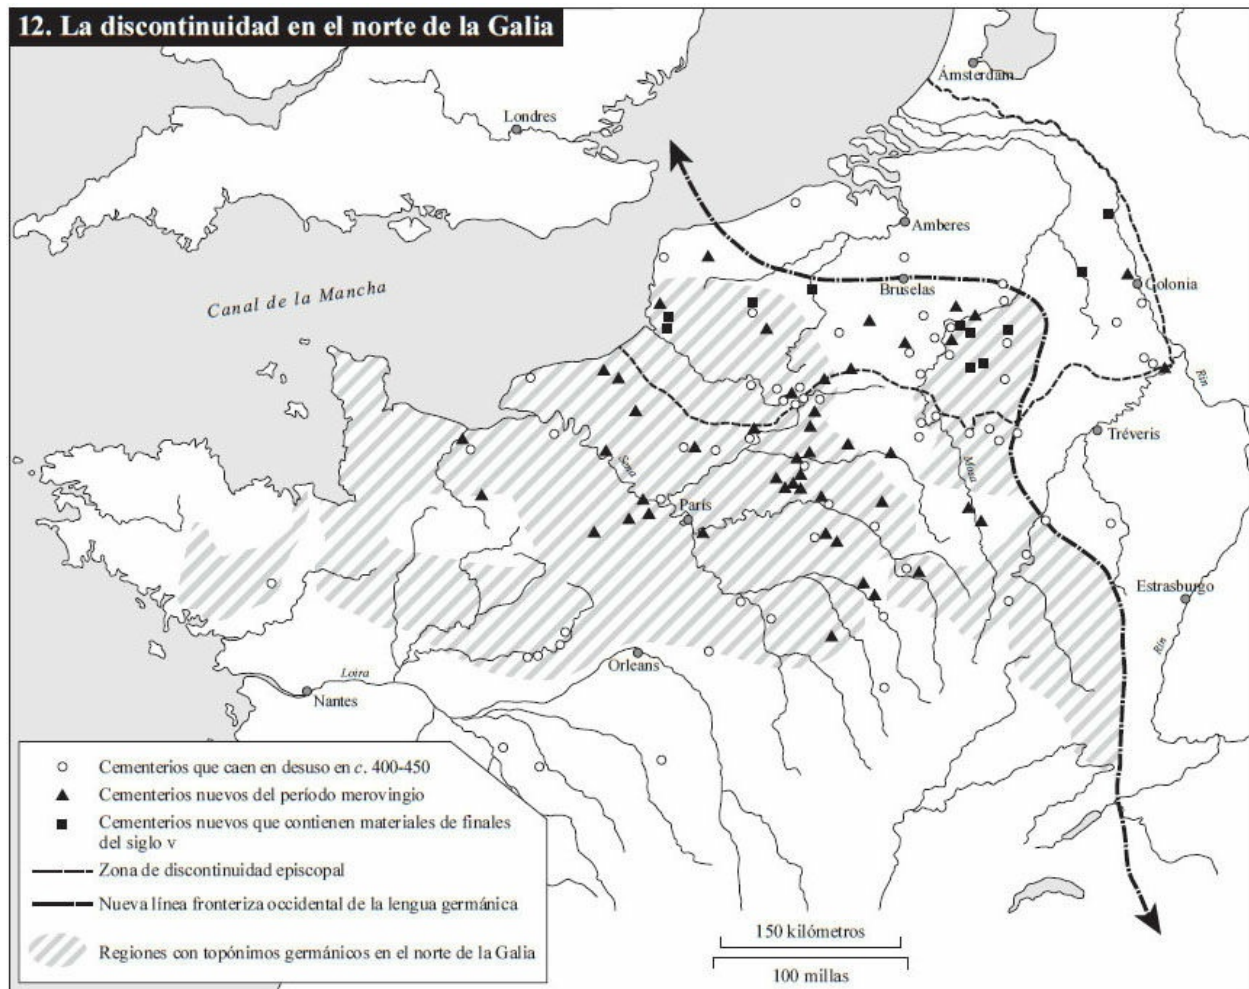 12. La discontinuidad en el norte de la Galia
Ámsterdam
Londres
Amberes
Canal de la Mancha
Bruselas
Colonia
Rin
Tréveris
Sena
Mosa
París
Estrasburgo
Rin
Orleans
Loira
Nantes
Cementerios que caen en desuso en c. 400-450
Cementerios nuevos del período merovingio
Cementerios nuevos que contienen materiales de finales
del siglo V
Zona de discontinuidad episcopal
Nueva línea fronteriza occidental de la lengua germánica
Regiones con topónimos germánicos en el norte de la Galia
150 kilómetros
100 millas